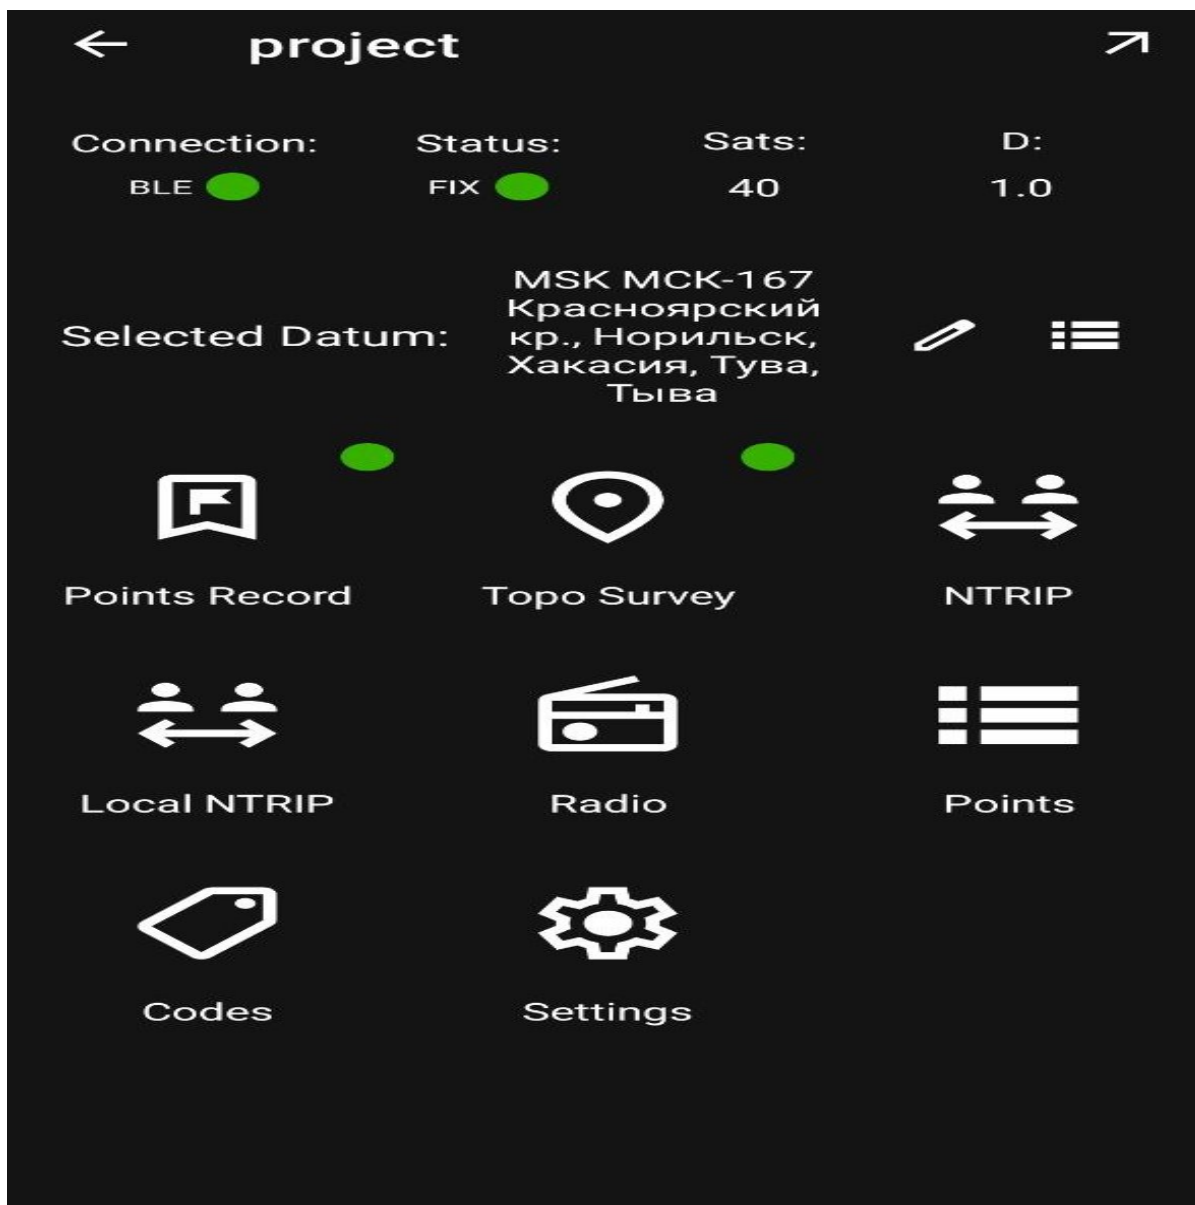 project
Connection: Status: Sats: D:
BLE FIX 40 1.0
Selected Datum:
MSK МСК-167
Красноярский
кр., Норильск,
Хакасия, Тува,
Тыва
Points Record Topo Survey NTRIP
Local NTRIP Radio Points
Codes Settings